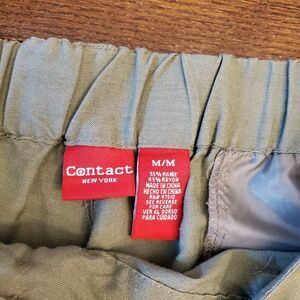 Contact
NEW YORK
M/M
55% RAMIE
45% RAYON
MADE IN CHINA
HECHO EN CHINA
SEE REVERSE
FOR CARE
VER AL DORSO
PARA CUIDADO